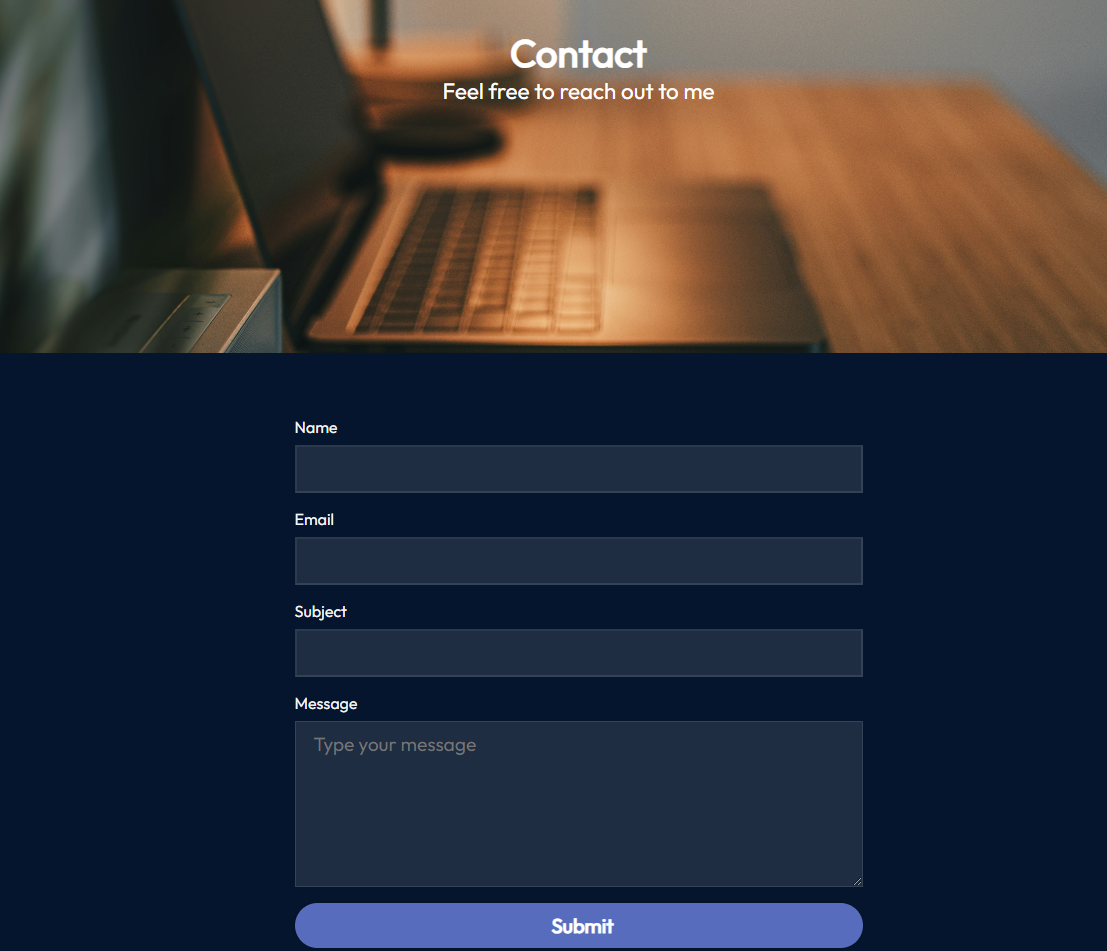 Contact
Feel free to reach out to me
Name
Email
Subject
Message
Type your message
Submit